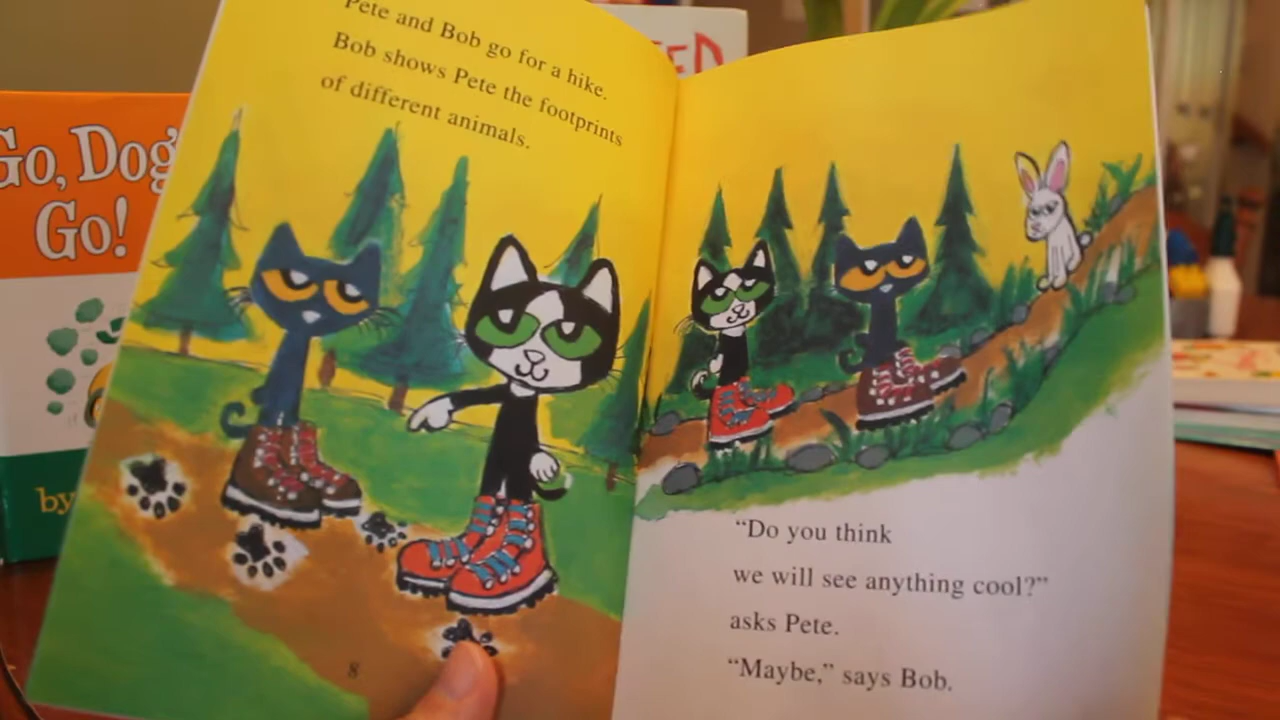 Pete and Bob go for a hike.
Bob shows Pete the footprints
of different animals.
8
"Do you think
we will see anything cool?"
asks Pete.
"Maybe," says Bob.
Go, Dog
Go!
by